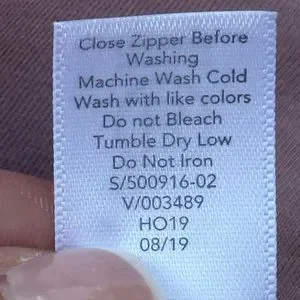 Close Zipper Before
Washing
Machine Wash Cold
Wash with like colors
Do not Bleach
Tumble Dry Low
Do Not Iron
S/500916-02
V/003489
HO19
08/19